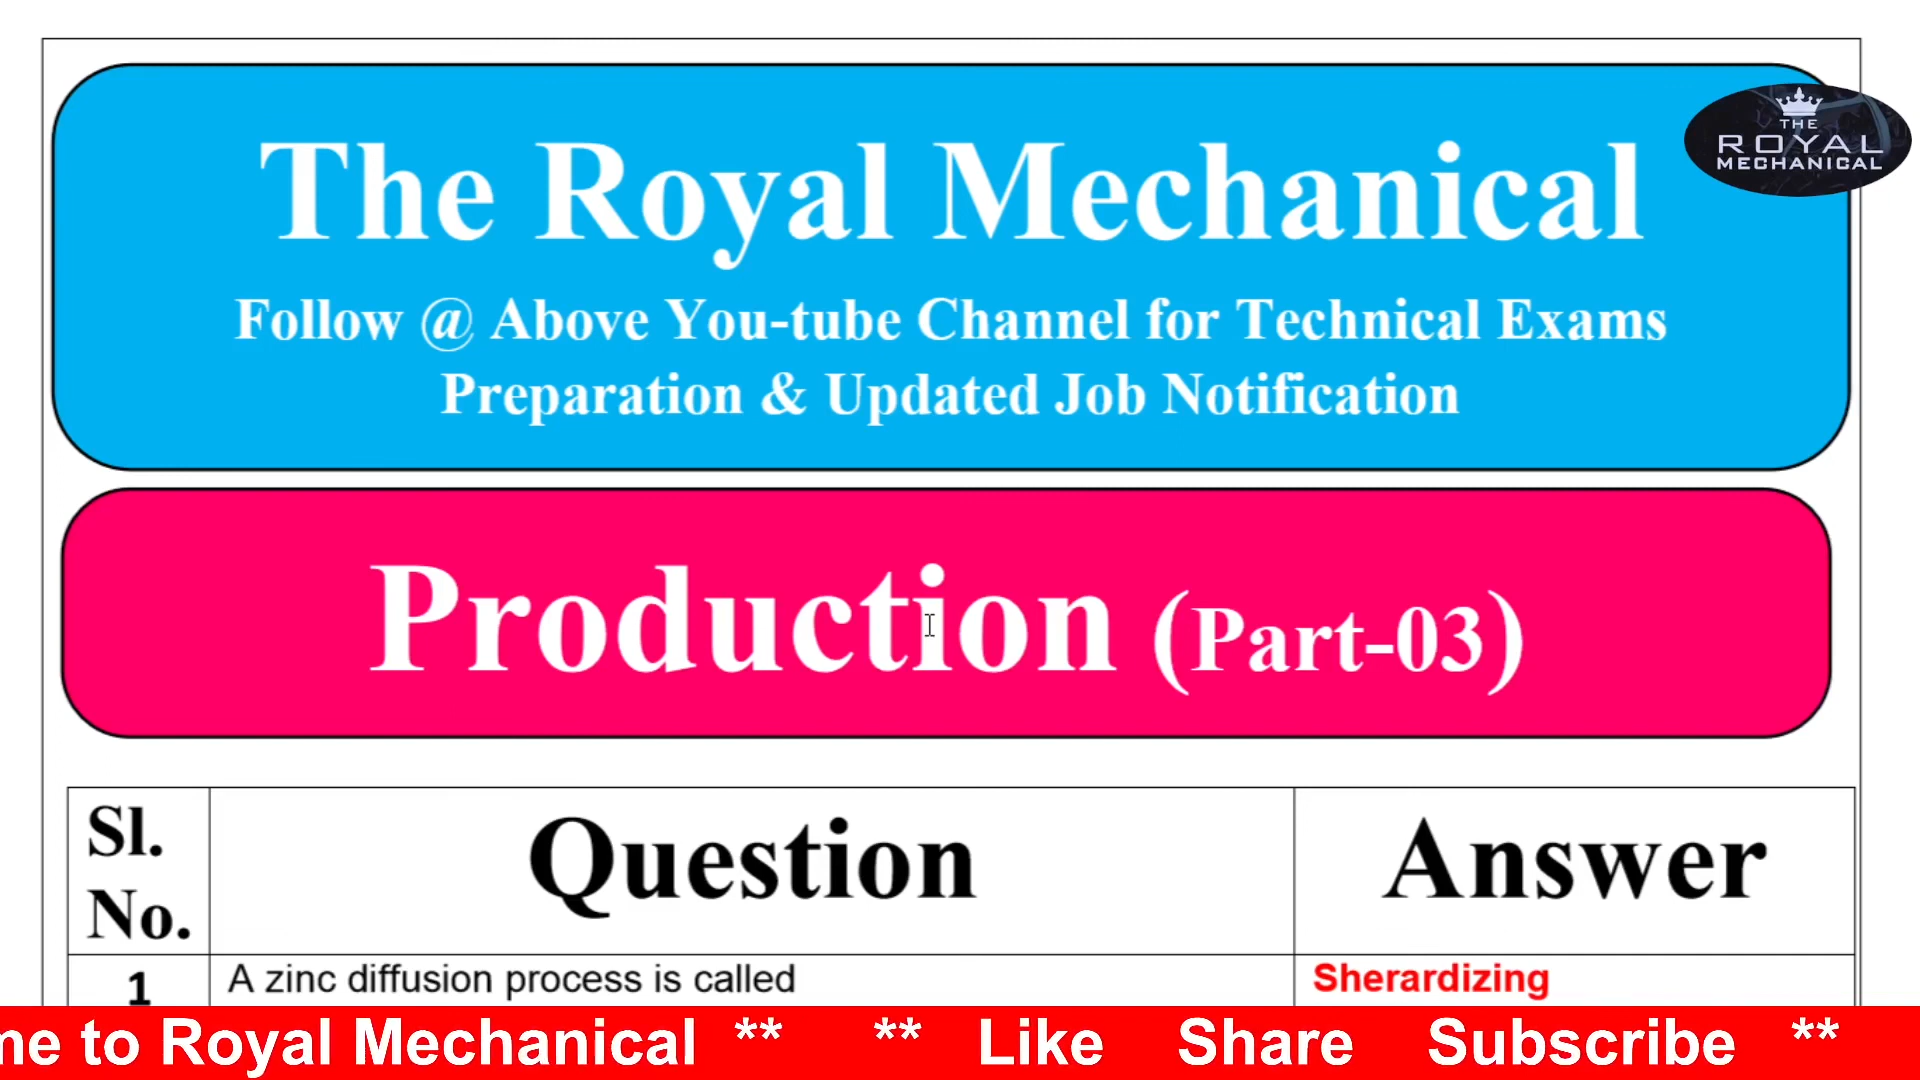 The Royal Mechanical
Follow @ Above You-tube Channel for Technical Exams
Preparation & Updated Job Notification
THE
ROYAL
MECHANICAL
Production (Part-03)
Sl.
No.
Question
Answer
1
A zinc diffusion process is called
Sherardizing
to Royal Mechanical ** ** Like Share Subscribe **